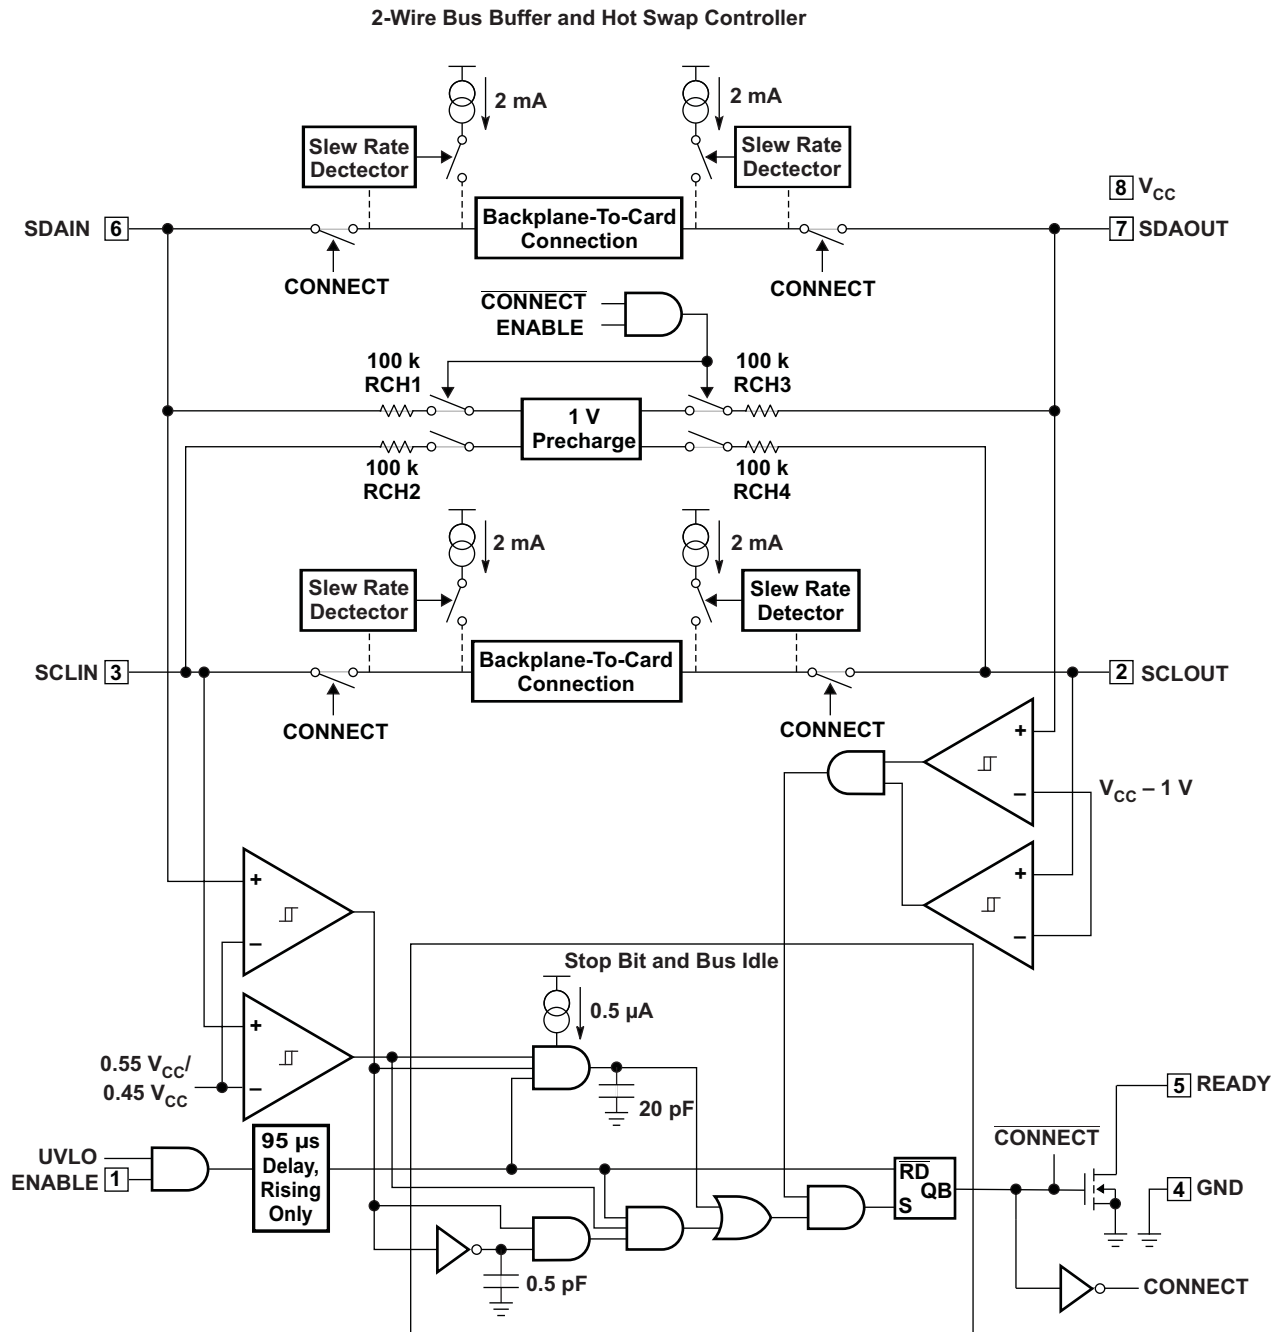 2-Wire Bus Buffer and Hot Swap Controller
2 mA
2 mA
Slew Rate
Dectector
Slew Rate
Dectector
8 VCC
SDAIN 6
Backplane-To-Card
Connection
7 SDAOUT
CONNECT
CONNECT
CONNECT
ENABLE
100 k
RCH1
100 k
RCH3
1 V
Precharge
100 k
RCH2
100 k
RCH4
2 mA
2 mA
Slew Rate
Dectector
Slew Rate
Detector
SCLIN 3
Backplane-To-Card
Connection
2 SCLOUT
CONNECT
CONNECT
+
–
VCC – 1 V
+
–
+
–
Stop Bit and Bus Idle
0.5 µA
+
–
0.55 VCC/
0.45 VCC
20 pF
5 READY
UVLO
ENABLE 1
95 µs
Delay,
Rising
Only
CONNECT
RD
QB
S
4 GND
0.5 pF
CONNECT